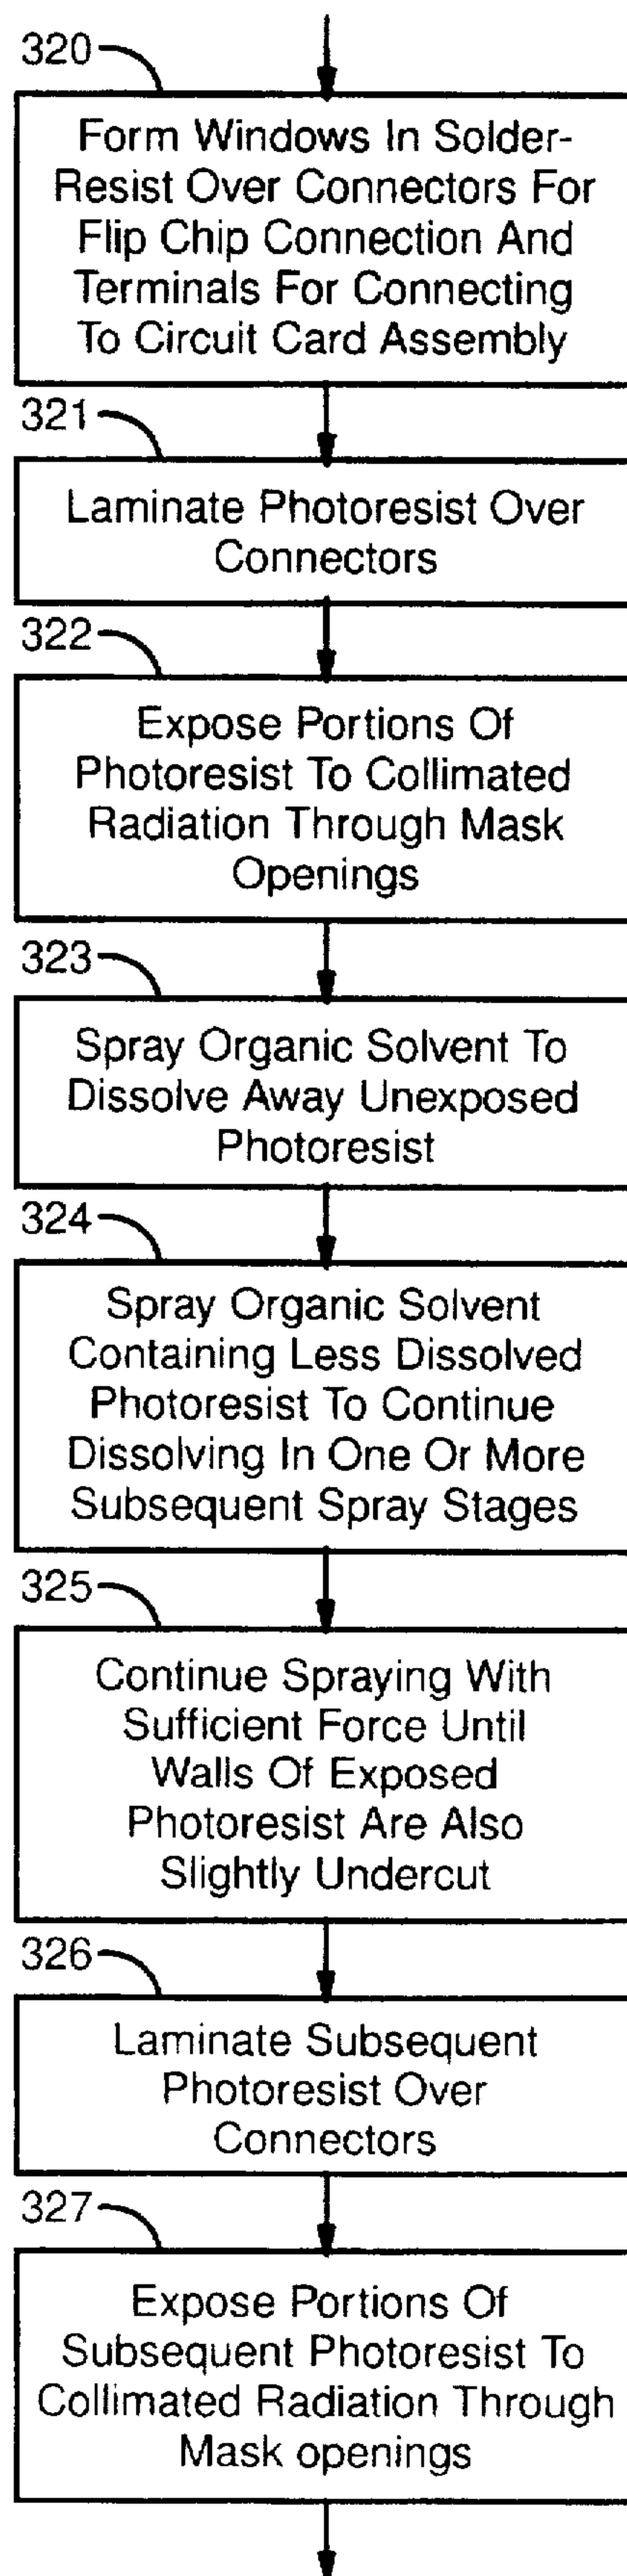 320
Form Windows In Solder-
Resist Over Connectors For
Flip Chip Connection And
Terminals For Connecting
To Circuit Card Assembly
321
Laminate Photoresist Over
Connectors
322
Expose Portions Of
Photoresist To Collimated
Radiation Through Mask
Openings
323
Spray Organic Solvent To
Dissolve Away Unexposed
Photoresist
324
Spray Organic Solvent
Containing Less Dissolved
Photoresist To Continue
Dissolving In One Or More
Subsequent Spray Stages
325
Continue Spraying With
Sufficient Force Until
Walls Of Exposed
Photoresist Are Also
Slightly Undercut
326
Laminate Subsequent
Photoresist Over
Connectors
327
Expose Portions Of
Subsequent Photoresist To
Collimated Radiation Through
Mask openings